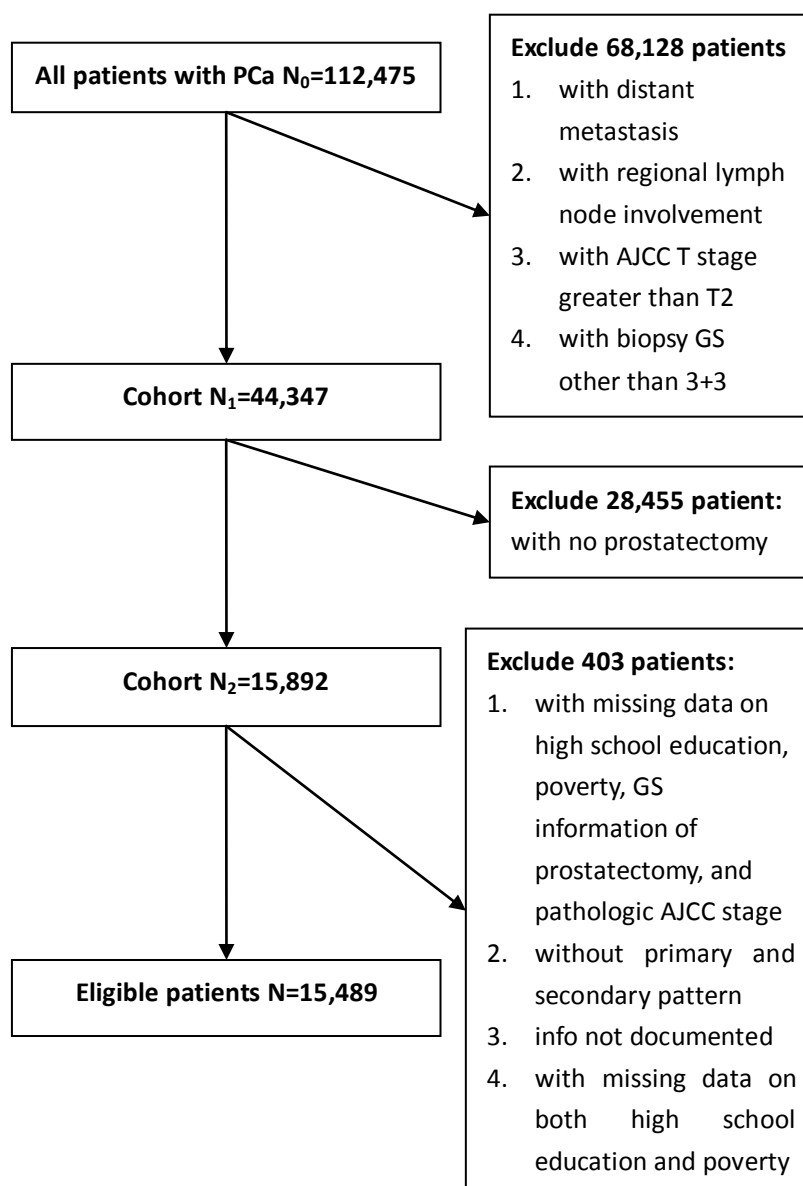 All patients with PCa N₀=112,475
Exclude 68,128 patients
1. with distant
metastasis
2. with regional lymph
node involvement
3. with AJCC T stage
greater than T2
4. with biopsy GS
other than 3+3
Cohort N₁=44,347
Exclude 28,455 patient:
with no prostatectomy
Cohort N₂=15,892
Exclude 403 patients:
1. with missing data on
high school education,
poverty, GS
information of
prostatectomy, and
pathologic AJCC stage
2. without primary and
secondary pattern
3. info not documented
4. with missing data on
both high school
education and poverty
Eligible patients N=15,489